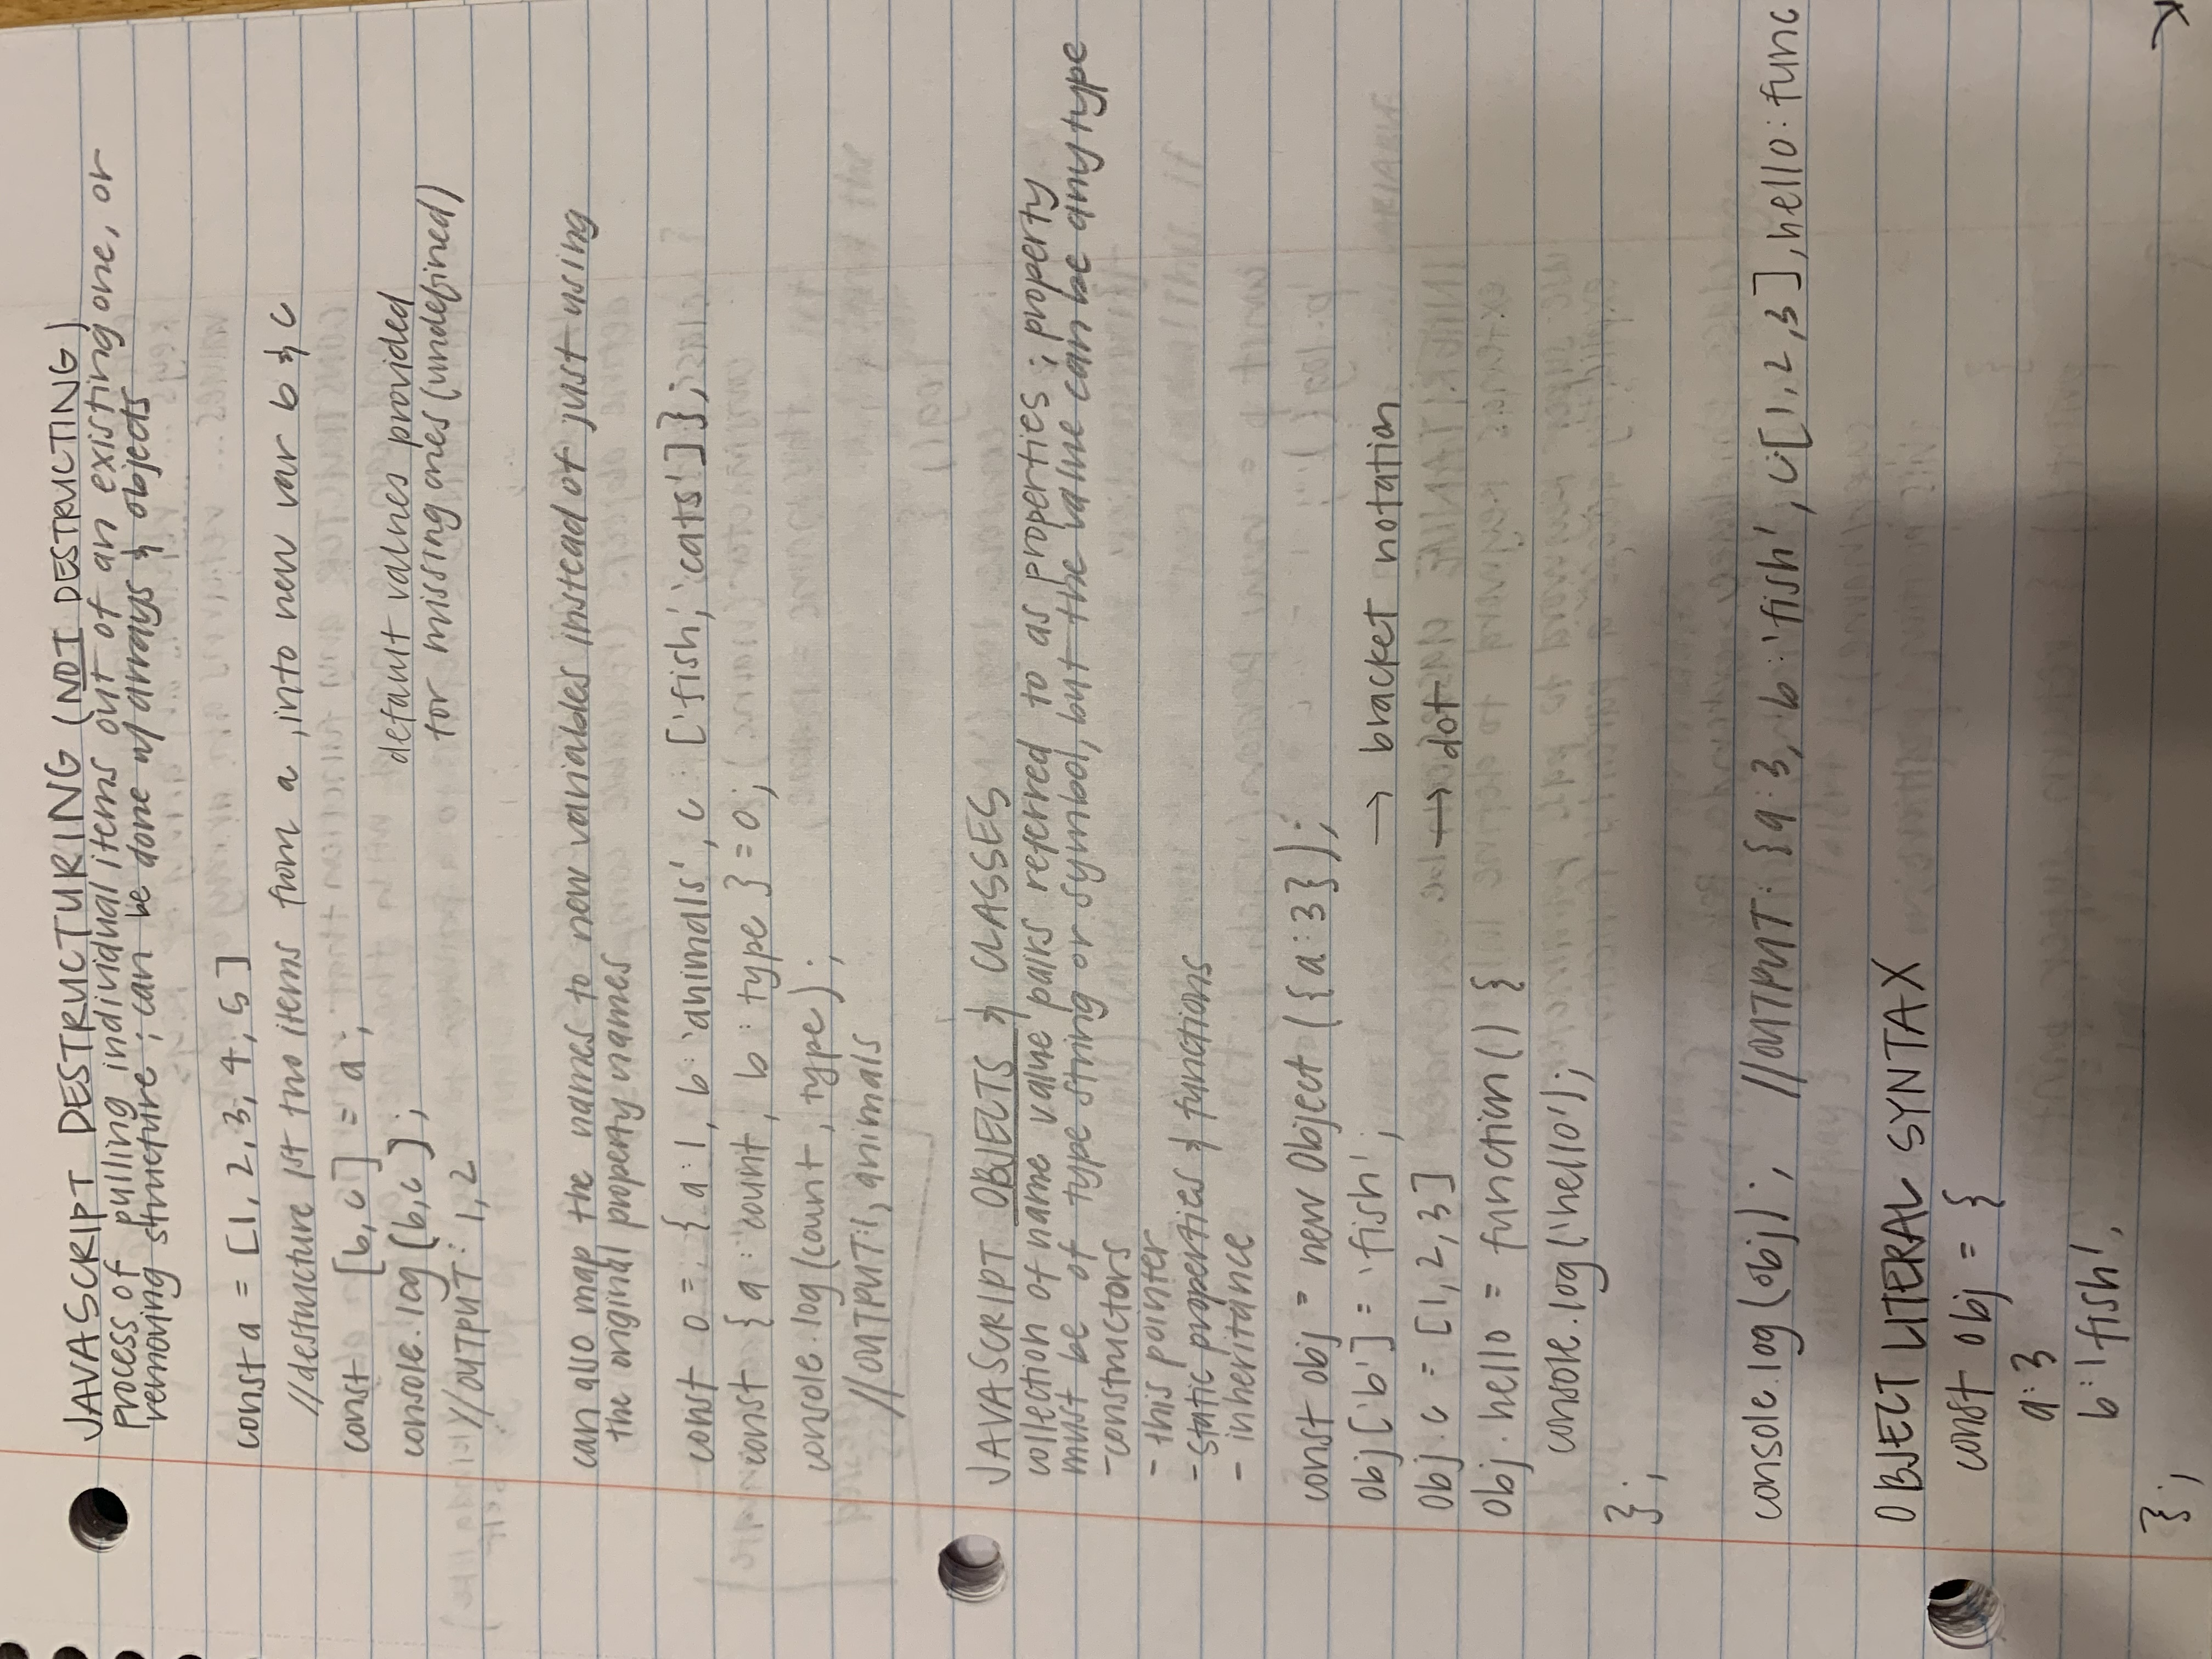 JAVASCRIPT DESTRUCTURING (NOT DESTRUCTING)
process of pulling individual items out of an existing one, or
removing structure ; can be done w/ arrays & objects
const a = [1, 2, 3, 4, 5]
//destructure 1st two items from a, into new var b & c
const [b, c] = a;
console.log(b,c);
default values provided
for missing ones (undefined)
//OUTPUT: 1, 2
can also map the names to new variables instead of just using
the original property names
const o = {a:1, b:'animals', c: ['fish', 'cats']};
const {a: count, b: type} = o;
console.log(count, type);
//OUTPUT:1, animals
JAVASCRIPT OBJECTS & CLASSES
collection of name value pairs referred to as properties; property
must be of type string or symbol, but the value can be any type
-constructors
- this pointer
- static properties & functions
- inheritance
const obj = new Object ({a:3});
obj['b'] = 'fish'; → bracket notation
obj.c = [1, 2, 3] → dot
obj.hello = function() {
console.log('hello');
};
console.log(obj); //OUTPUT: {a:3, b:'fish', c:[1,2,3], hello: func
OBJECT LITERAL SYNTAX
const obj = {
a:3
b:'fish',
};